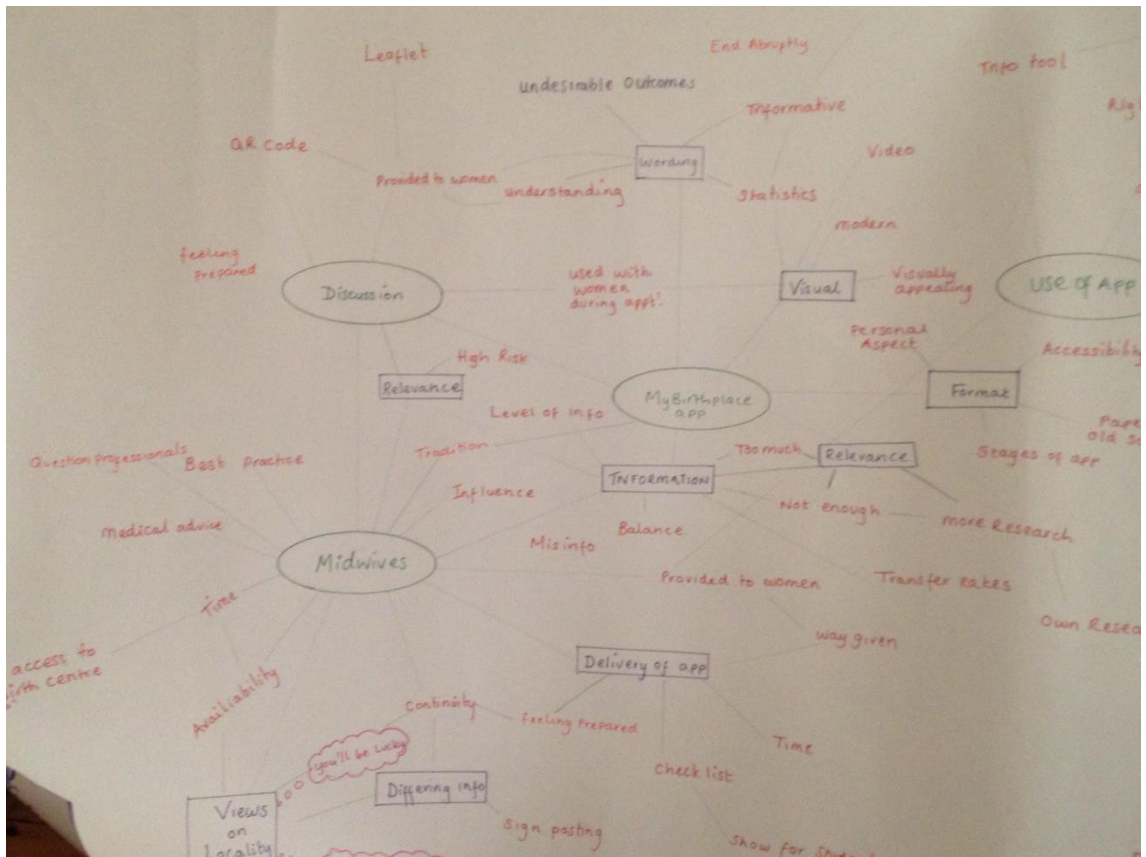 Leaflet
End Abruptly
Info tool
undesirable outcomes
Informative
QR Code
Wording
Video
Provided to women
understanding
Statistics
modern
feeling
prepared
Discussion
used with
women
during appt?
Visual
Visually
appealing
Use of App
Personal
Aspect
Accessibility
High Risk
Relevance
MyBirthplace
app
Format
Level of info
Stages of app
Question professionals
Best practice
Tradition
Too much
Relevance
INFORMATION
Influence
Not enough
more Research
medical advice
Balance
Misinfo
Midwives
Provided to women
Transfer rates
Time
Own
way given
access to
Delivery of app
centre
Availiability
Continuity
feeling prepared
Time
you'll be lucky
Check list
Differing info
Views
on
Locality
Sign posting
Show for